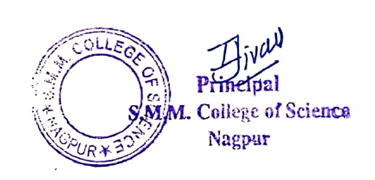 S.M.M. COLLEGE OF SCIENCE
★ NAGPUR ★
Principal
S.M.M. College of Science
Nagpur